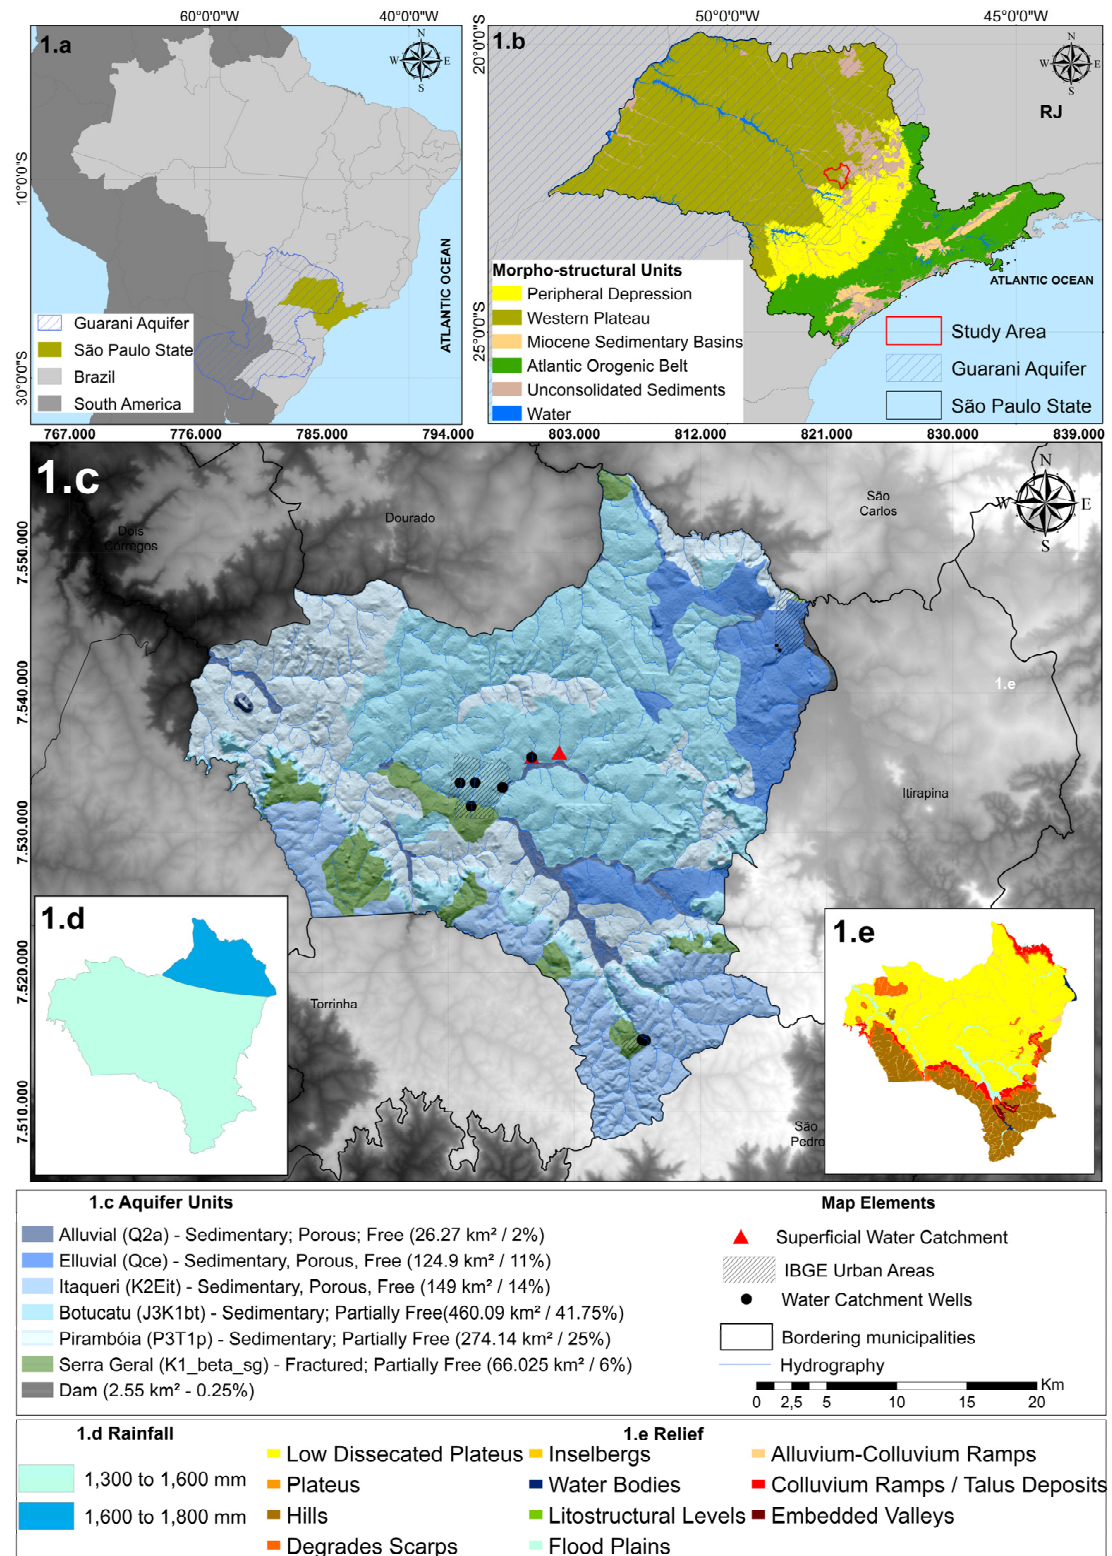 60°0'0"W 40°0'0"W
1.a
N
W E
S
10°0'0"S
30°0'0"S
ATLANTIC OCEAN
Guarani Aquifer
São Paulo State
Brazil
South America
50°0'0"W 45°0'0"W
20°0'0"S
25°0'0"S
1.b
N
W E
S
RJ
ATLANTIC OCEAN
Morpho-structural Units
Peripheral Depression
Western Plateau
Miocene Sedimentary Basins
Atlantic Orogenic Belt
Unconsolidated Sediments
Water
Study Area
Guarani Aquifer
São Paulo State
767.000 776.000 785.000 794.000 803.000 812.000 821.000 830.000 839.000
1.c
N
W E
S
7.550.000
7.540.000
7.530.000
7.520.000
7.510.000
Dois
Córregos
Dourado
São
Carlos
1.e
Itirapina
Torrinha
São
Pedro
1.d
1.e
1.c Aquifer Units
Alluvial (Q2a) - Sedimentary; Porous; Free (26.27 km² / 2%)
Elluvial (Qce) - Sedimentary, Porous, Free (124.9 km² / 11%)
Itaqueri (K2Eit) - Sedimentary, Porous, Free (149 km² / 14%)
Botucatu (J3K1bt) - Sedimentary; Partially Free(460.09 km² / 41.75%)
Pirambóia (P3T1p) - Sedimentary; Partially Free (274.14 km² / 25%)
Serra Geral (K1_beta_sg) - Fractured; Partially Free (66.025 km² / 6%)
Dam (2.55 km² - 0.25%)
Map Elements
Superficial Water Catchment
IBGE Urban Areas
Water Catchment Wells
Bordering municipalities
Hydrography
Km
0 2,5 5 10 15 20
1.d Rainfall
1,300 to 1,600 mm
1,600 to 1,800 mm
1.e Relief
Low Dissecated Plateus
Plateus
Hills
Degrades Scarps
Inselbergs
Water Bodies
Litostructural Levels
Flood Plains
Alluvium-Colluvium Ramps
Colluvium Ramps / Talus Deposits
Embedded Valleys